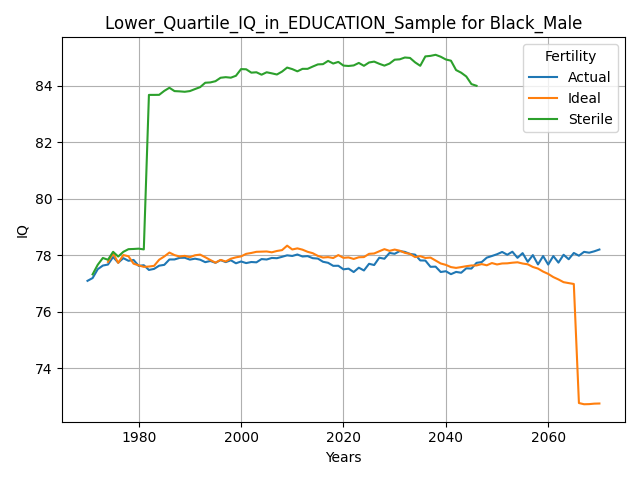 Lower_Quartile_IQ_in_EDUCATION_Sample for Black_Male
Fertility
Actual
Ideal
Sterile
IQ
84
82
80
78
76
74
1980 2000 2020 2040 2060
Years